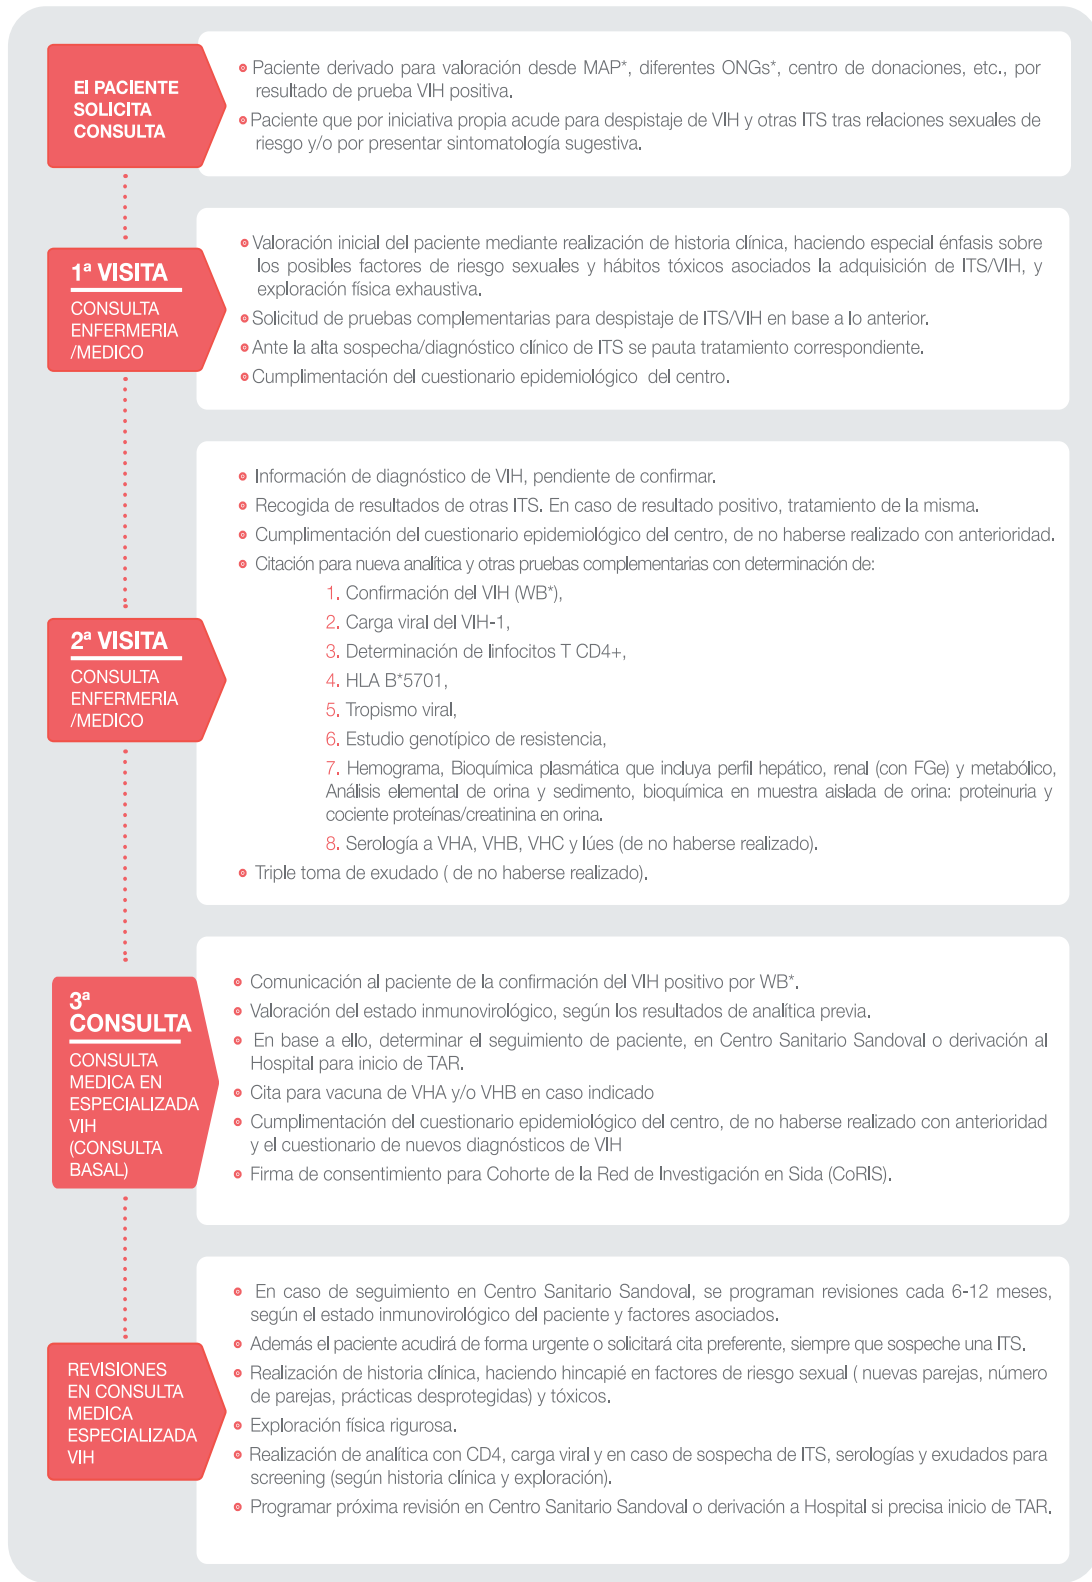 El PACIENTE
SOLICITA
CONSULTA
Paciente derivado para valoración desde MAP*, diferentes ONGs*, centro de donaciones, etc., por
resultado de prueba VIH positiva.
Paciente que por iniciativa propia acude para despistaje de VIH y otras ITS tras relaciones sexuales de
riesgo y/o por presentar sintomatología sugestiva.
1ª VISITA
CONSULTA
ENFERMERIA
/MEDICO
Valoración inicial del paciente mediante realización de historia clínica, haciendo especial énfasis sobre
los posibles factores de riesgo sexuales y hábitos tóxicos asociados la adquisición de ITS/VIH, y
exploración física exhaustiva.
Solicitud de pruebas complementarias para despistaje de ITS/VIH en base a lo anterior.
Ante la alta sospecha/diagnóstico clínico de ITS se pauta tratamiento correspondiente.
Cumplimentación del cuestionario epidemiológico del centro.
2ª VISITA
CONSULTA
ENFERMERIA
/MEDICO
Información de diagnóstico de VIH, pendiente de confirmar.
Recogida de resultados de otras ITS. En caso de resultado positivo, tratamiento de la misma.
Cumplimentación del cuestionario epidemiológico del centro, de no haberse realizado con anterioridad.
Citación para nueva analítica y otras pruebas complementarias con determinación de:
1. Confirmación del VIH (WB*),
2. Carga viral del VIH-1,
3. Determinación de linfocitos T CD4+,
4. HLA B*5701,
5. Tropismo viral,
6. Estudio genotípico de resistencia,
7. Hemograma, Bioquímica plasmática que incluya perfil hepático, renal (con FGe) y metabólico,
Análisis elemental de orina y sedimento, bioquímica en muestra aislada de orina: proteinuria y
cociente proteínas/creatinina en orina.
8. Serología a VHA, VHB, VHC y lúes (de no haberse realizado).
Triple toma de exudado ( de no haberse realizado).
3ª
CONSULTA
CONSULTA
MEDICA EN
ESPECIALIZADA
VIH
(CONSULTA
BASAL)
Comunicación al paciente de la confirmación del VIH positivo por WB*.
Valoración del estado inmunovirológico, según los resultados de analítica previa.
En base a ello, determinar el seguimiento de paciente, en Centro Sanitario Sandoval o derivación al
Hospital para inicio de TAR.
Cita para vacuna de VHA y/o VHB en caso indicado
Cumplimentación del cuestionario epidemiológico del centro, de no haberse realizado con anterioridad
y el cuestionario de nuevos diagnósticos de VIH
Firma de consentimiento para Cohorte de la Red de Investigación en Sida (CoRIS).
REVISIONES
EN CONSULTA
MEDICA
ESPECIALIZADA
VIH
En caso de seguimiento en Centro Sanitario Sandoval, se programan revisiones cada 6-12 meses,
según el estado inmunovirológico del paciente y factores asociados.
Además el paciente acudirá de forma urgente o solicitará cita preferente, siempre que sospeche una ITS.
Realización de historia clínica, haciendo hincapié en factores de riesgo sexual ( nuevas parejas, número
de parejas, prácticas desprotegidas) y tóxicos.
Exploración física rigurosa.
Realización de analítica con CD4, carga viral y en caso de sospecha de ITS, serologías y exudados para
screening (según historia clínica y exploración).
Programar próxima revisión en Centro Sanitario Sandoval o derivación a Hospital si precisa inicio de TAR.